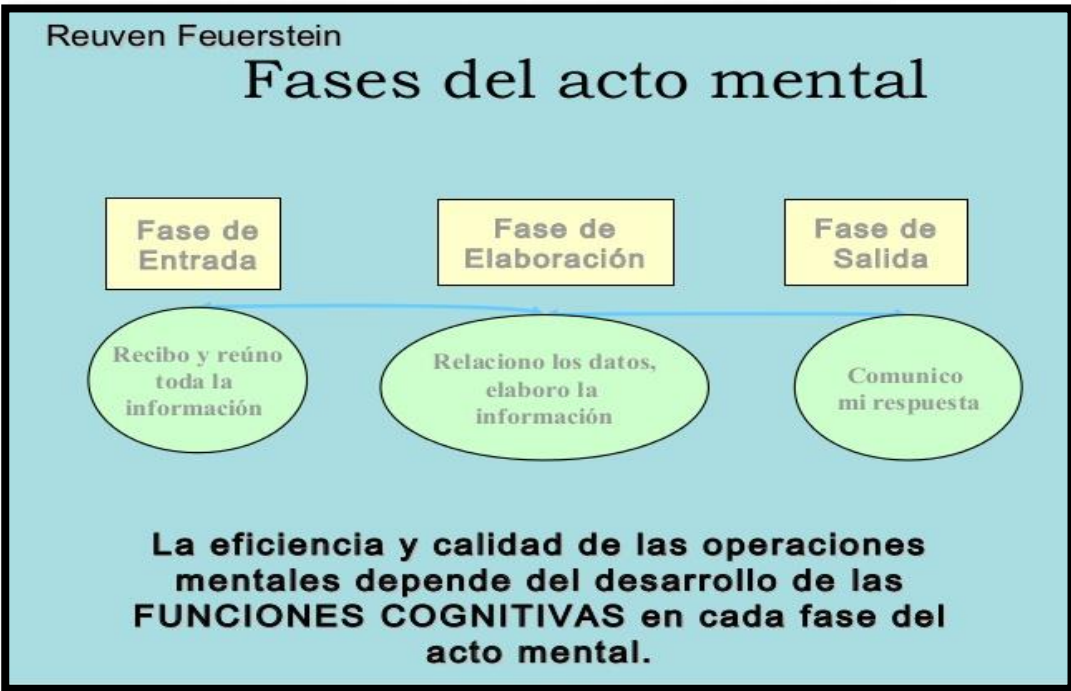 Reuven Feuerstein
Fases del acto mental
Fase de
Entrada
Fase de
Elaboración
Fase de
Salida
Recibo y reúno
toda la
información
Relaciono los datos,
elaboro la
información
Comunico
mi respuesta
La eficiencia y calidad de las operaciones
mentales depende del desarrollo de las
FUNCIONES COGNITIVAS en cada fase del
acto mental.